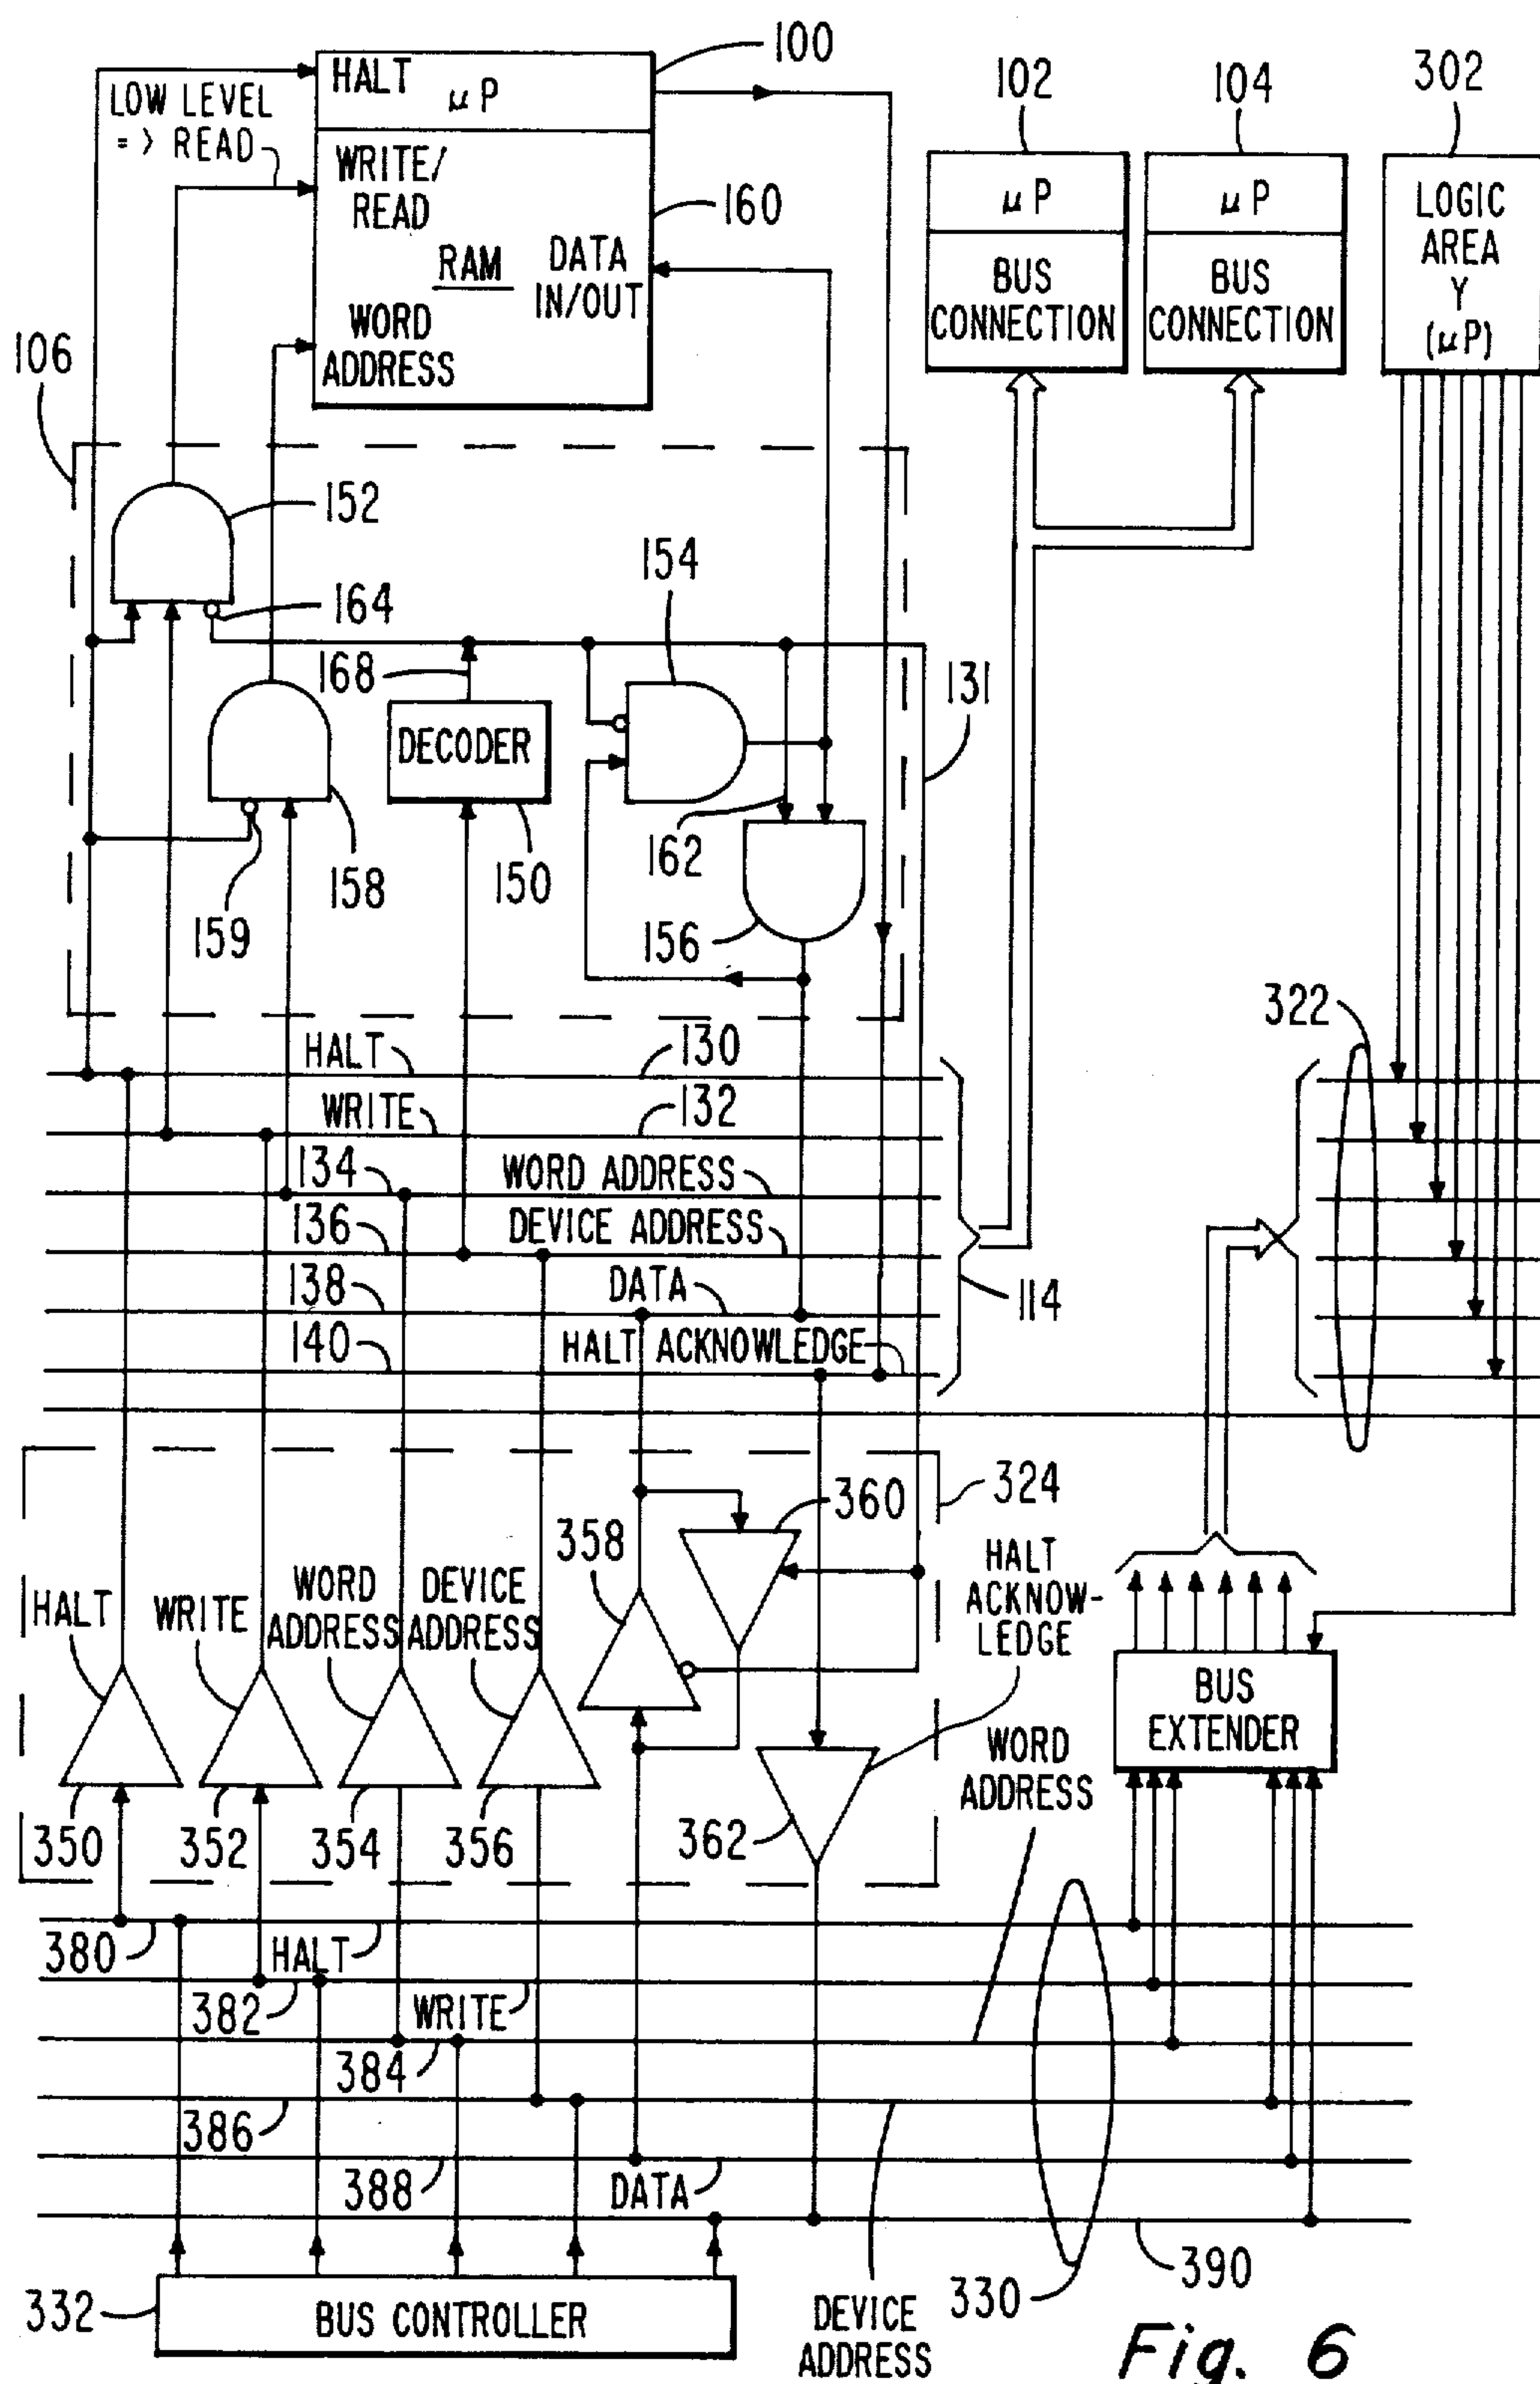 100
HALT
μP
LOW LEVEL
=> READ
WRITE/
READ
160
RAM
DATA
IN/OUT
WORD
ADDRESS
102
μP
BUS
CONNECTION
104
μP
BUS
CONNECTION
302
LOGIC
AREA
Y
(μP)
106
152
164
154
168
DECODER
131
162
150
158
159
156
322
HALT
130
WRITE
132
134
WORD ADDRESS
136
DEVICE ADDRESS
138
DATA
140
HALT ACKNOWLEDGE
114
324
360
358
HALT
ACKNOW-
LEDGE
HALT
WRITE
WORD
ADDRESS
DEVICE
ADDRESS
BUS
EXTENDER
WORD
ADDRESS
350
352
354
356
362
380
HALT
382
WRITE
384
386
388
DATA
390
330
332
BUS CONTROLLER
DEVICE
ADDRESS
Fig. 6